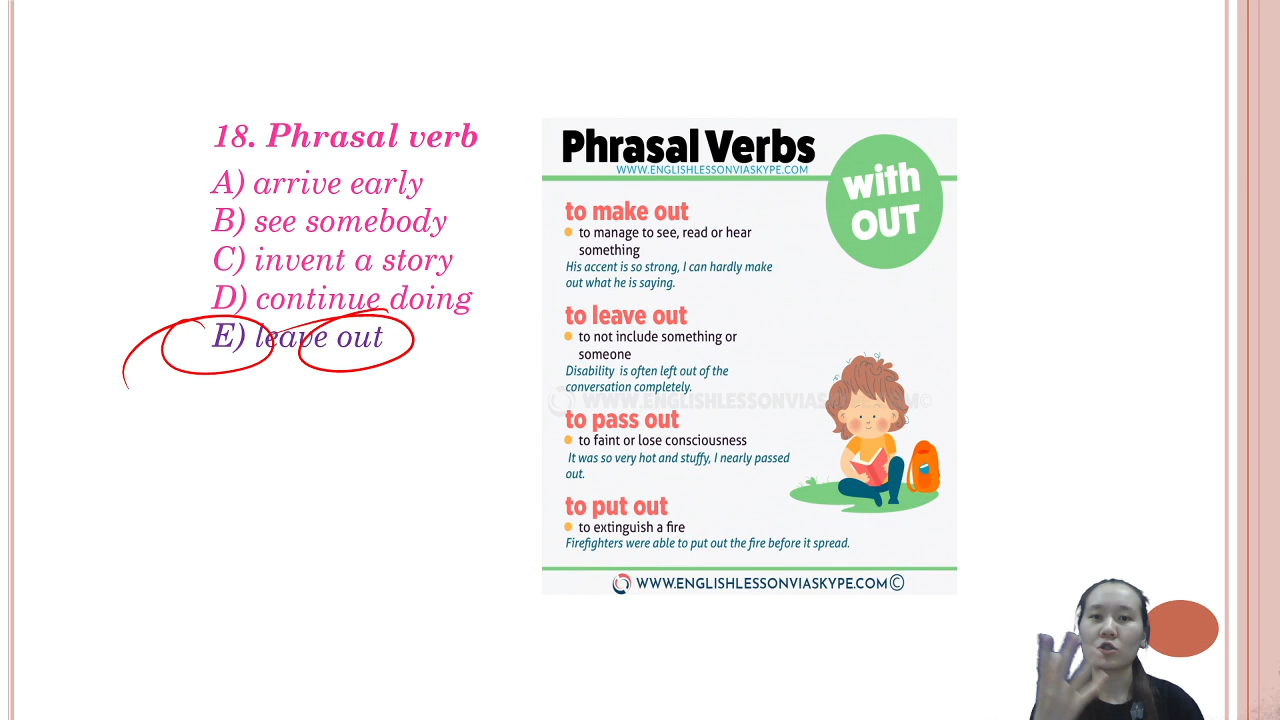 18. Phrasal verb
A) arrive early
B) see somebody
C) invent a story
D) continue doing
E) leave out
Phrasal Verbs
WWW.ENGLISHLESSONVIASKYPE.COM
with
OUT
to make out
to manage to see, read or hear
something
His accent is so strong, I can hardly make
out what he is saying.
to leave out
to not include something or
someone
Disability is often left out of the
conversation completely.
WWW.ENGLISHLESSONVIASKYPE.COM©
to pass out
to faint or lose consciousness
It was so very hot and stuffy, I nearly passed
out.
to put out
to extinguish a fire
Firefighters were able to put out the fire before it spread.
WWW.ENGLISHLESSONVIASKYPE.COM©